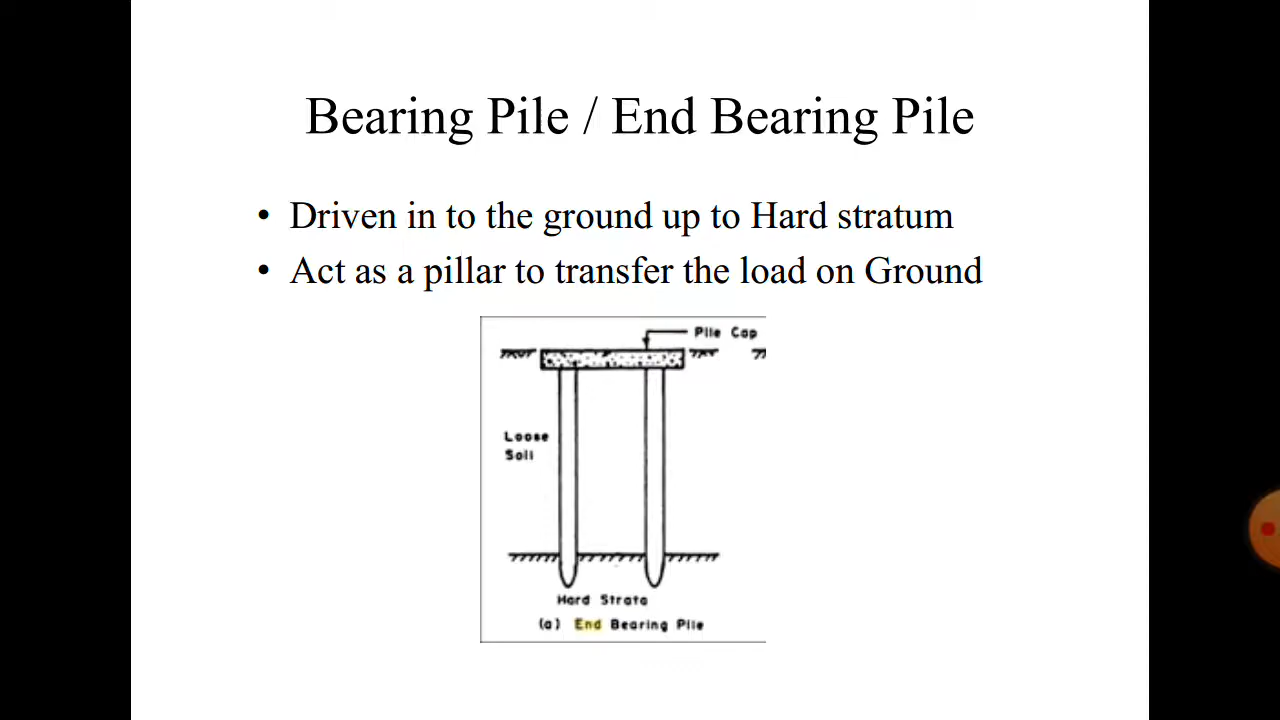 Bearing Pile / End Bearing Pile
• Driven in to the ground up to Hard stratum
• Act as a pillar to transfer the load on Ground
Pile Cap
Loose
Soil
Hard Strata
(a) End Bearing Pile